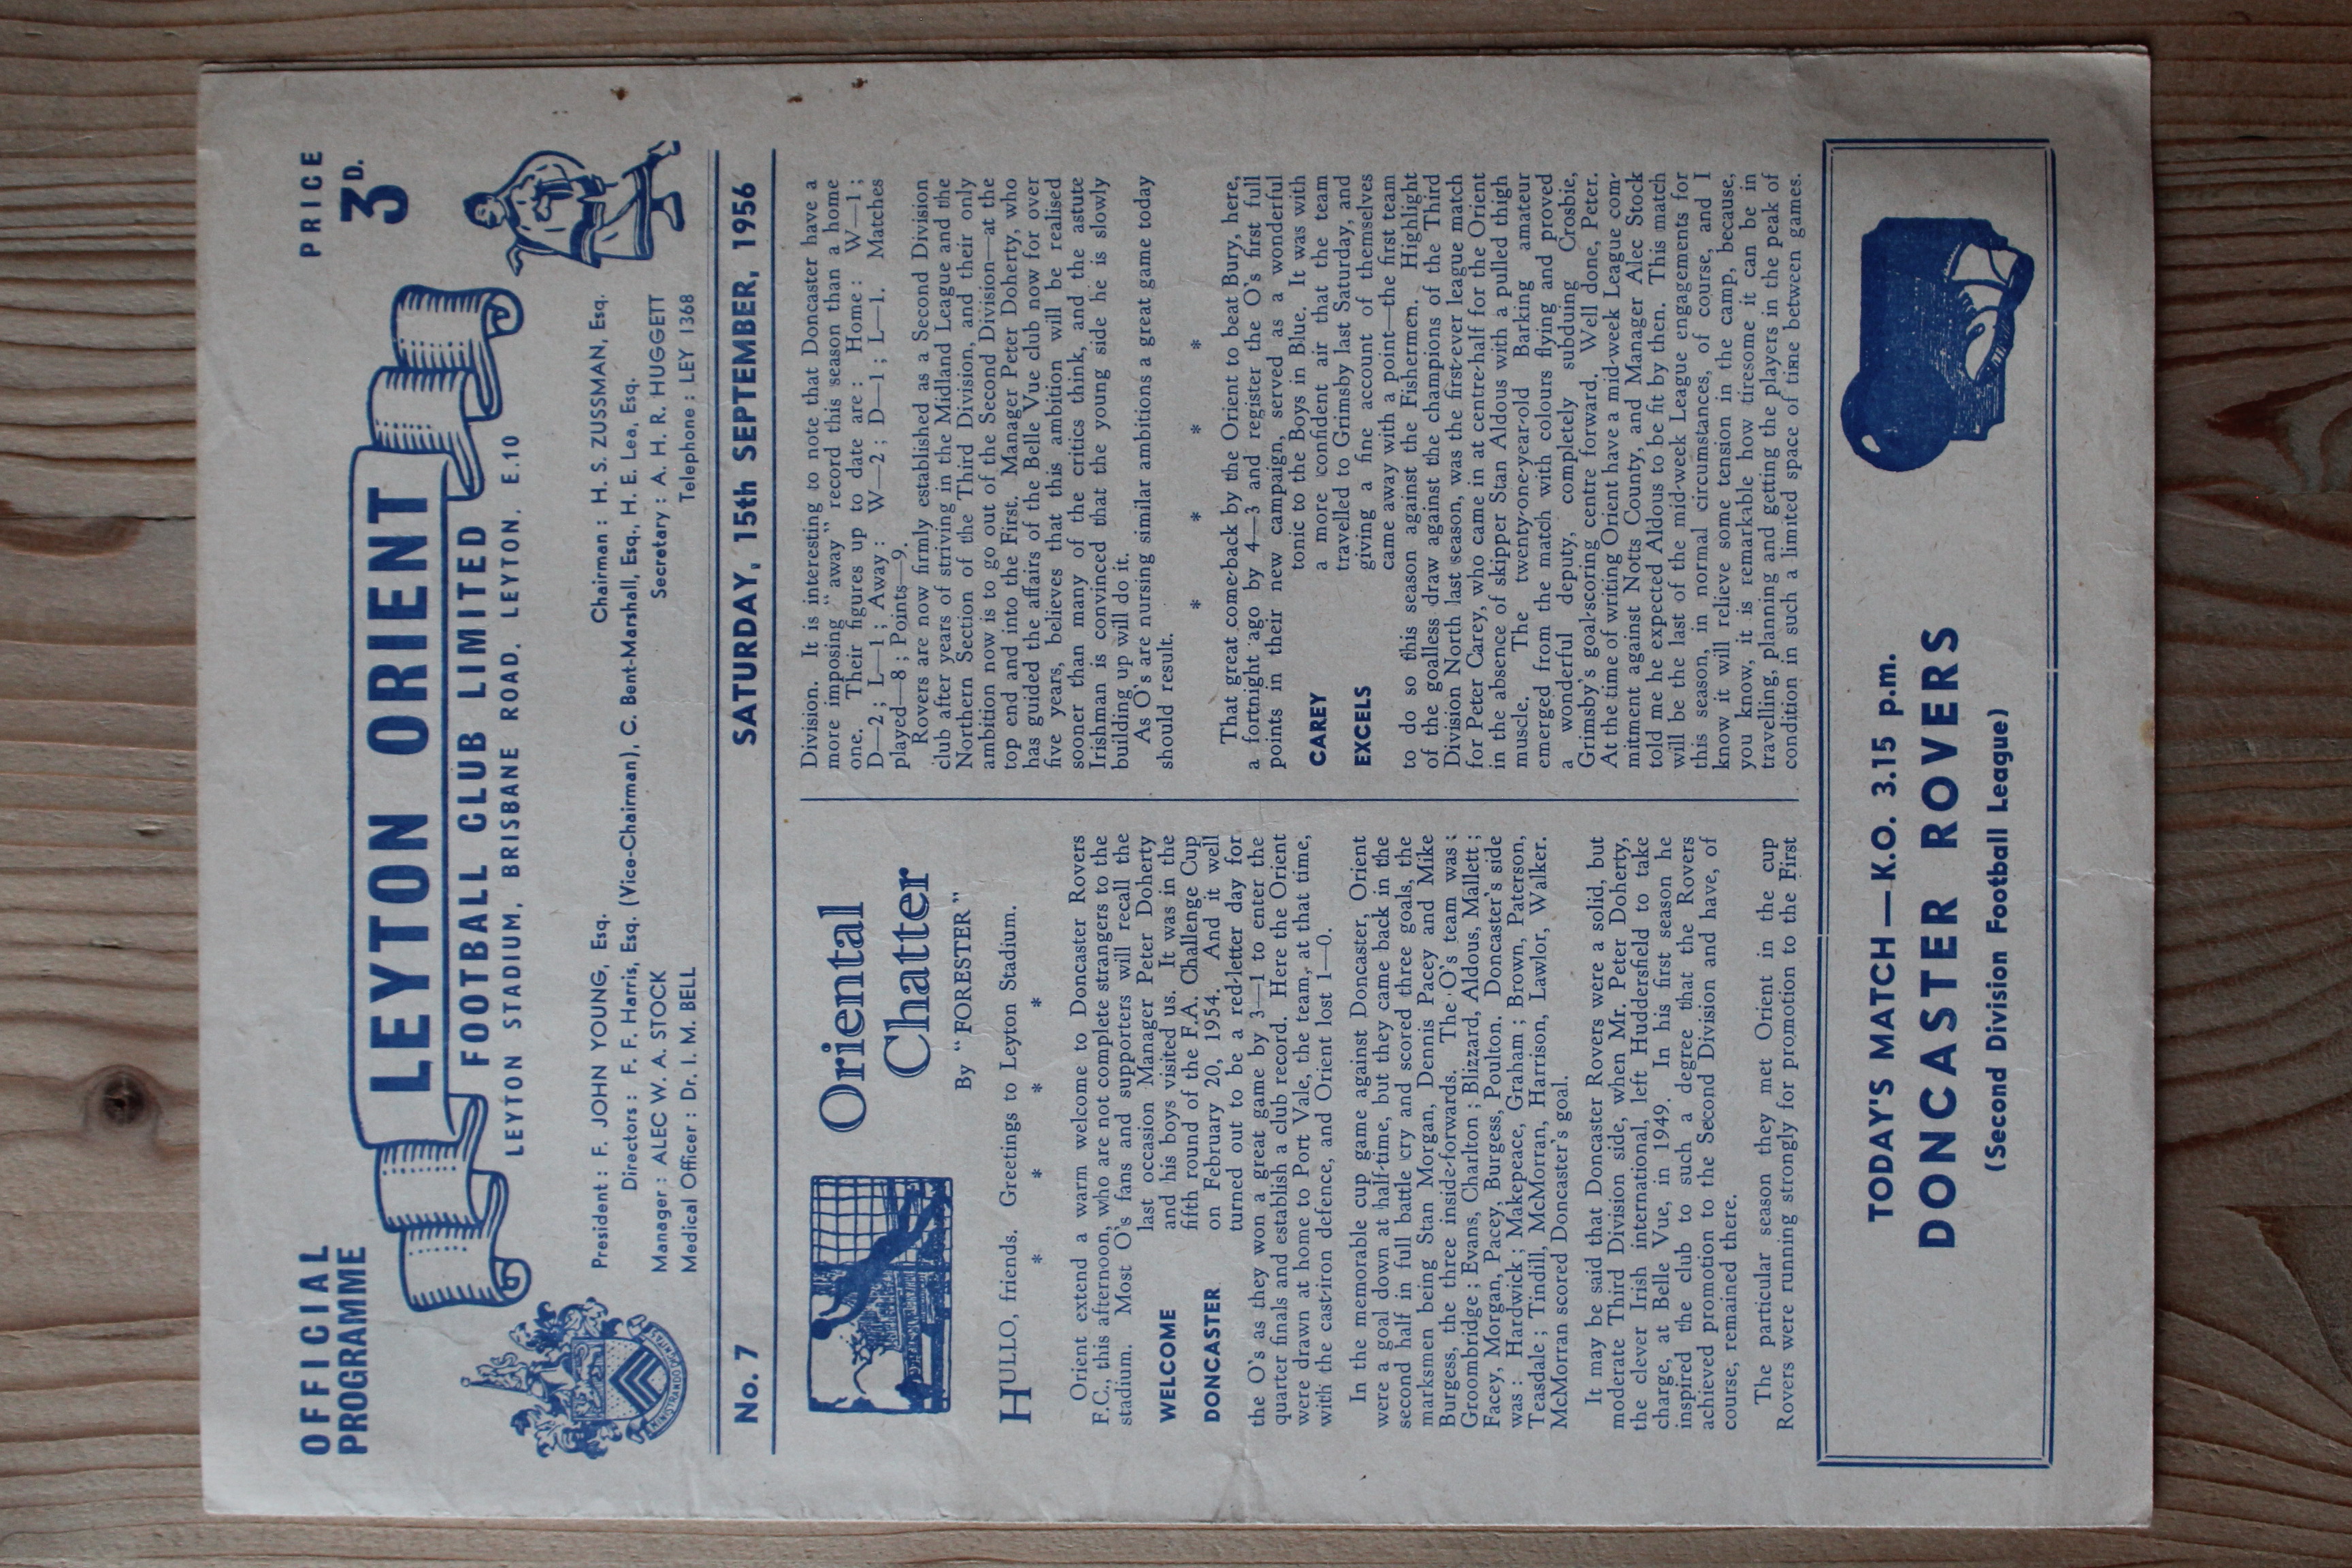 OFFICIAL
PROGRAMME
PRICE
3D.
LEYTON ORIENT
FOOTBALL CLUB LIMITED
LEYTON STADIUM, BRISBANE ROAD, LEYTON, E.10
President : F. JOHN YOUNG, Esq.
Chairman : H. S. ZUSSMAN, Esq.
Directors : F. F. Harris, Esq. (Vice-Chairman), C. Bent-Marshall, Esq., H. E. Lea, Esq.
Manager : ALEC W. A. STOCK
Secretary : A. H. R. HUGGETT
Medical Officer : Dr. I. M. BELL
Telephone : LEY 1368
No. 7
SATURDAY, 15th SEPTEMBER, 1956
Oriental
Chatter
By "FORESTER"
HULLO, friends. Greetings to Leyton Stadium.
* * * *
Orient extend a warm welcome to Doncaster Rovers
F.C., this afternoon, who are not complete strangers to the
stadium. Most O's fans and supporters will recall the
last occasion Manager Peter Doherty
WELCOME
and his boys visited us. It was in the
fifth round of the F.A. Challenge Cup
DONCASTER
on February 20, 1954. And it well
turned out to be a red-letter day for
the O's as they won a great game by 3—1 to enter the
quarter finals and establish a club record. Here the Orient
were drawn at home to Port Vale, the team, at that time,
with the cast-iron defence, and Orient lost 1—0.
In the memorable cup game against Doncaster, Orient
were a goal down at half-time, but they came back in the
second half in full battle cry and scored three goals, the
marksmen being Stan Morgan, Dennis Pacey and Mike
Burgess, the three inside-forwards. The O's team was :
Groombridge ; Evans, Charlton ; Blizzard, Aldous, Mallett ;
Facey, Morgan, Pacey, Burgess, Poulton. Doncaster's side
was : Hardwick ; Makepeace, Graham ; Brown, Paterson,
Teasdale ; Tindill, McMorran, Harrison, Lawlor, Walker.
McMorran scored Doncaster's goal.
It may be said that Doncaster Rovers were a solid, but
moderate Third Division side, when Mr. Peter Doherty,
the clever Irish international, left Huddersfield to take
charge, at Belle Vue, in 1949. In his first season he
inspired the club to such a degree that the Rovers
achieved promotion to the Second Division and have, of
course, remained there.
The particular season they met Orient in the cup
Rovers were running strongly for promotion to the First
Division. It is interesting to note that Doncaster have a
more imposing "away" record this season than a home
one. Their figures up to date are : Home : W—1 ;
D—2 ; L—1 ; Away : W—2 ; D—1 ; L—1. Matches
played—8 ; Points—9.
Rovers are now firmly established as a Second Division
club after years of striving in the Midland League and the
Northern Section of the Third Division, and their only
ambition now is to go out of the Second Division—at the
top end and into the First. Manager Peter Doherty, who
has guided the affairs of the Belle Vue club now for over
five years, believes that this ambition will be realised
sooner than many of the critics think, and the astute
Irishman is convinced that the young side he is slowly
building up will do it.
As O's are nursing similar ambitions a great game today
should result.
* * * *
That great come-back by the Orient to beat Bury, here,
a fortnight ago by 4—3 and register the O's first full
points in their new campaign, served as a wonderful
tonic to the Boys in Blue. It was with
CAREY
a more confident air that the team
travelled to Grimsby last Saturday, and
EXCELS
giving a fine account of themselves
came away with a point—the first team
to do so this season against the Fishermen. Highlight
of the goalless draw against the champions of the Third
Division North last season, was the first-ever league match
for Peter Carey, who came in at centre-half for the Orient
in the absence of skipper Stan Aldous with a pulled thigh
muscle. The twenty-one-year-old Barking amateur
emerged from the match with colours flying and proved
a wonderful deputy, completely subduing Crosbie,
Grimsby's goal-scoring centre forward. Well done, Peter.
At the time of writing Orient have a mid-week League com-
mitment against Notts County, and Manager Alec Stock
told me he expected Aldous to be fit by then. This match
will be the last of the mid-week League engagements for
this season, in normal circumstances, of course, and I
know it will relieve some tension in the camp, because,
you know, it is remarkable how tiresome it can be in
travelling, planning and getting the players in the peak of
condition in such a limited space of time between games.
TODAY'S MATCH—K.O. 3.15 p.m.
DONCASTER ROVERS
(Second Division Football League)